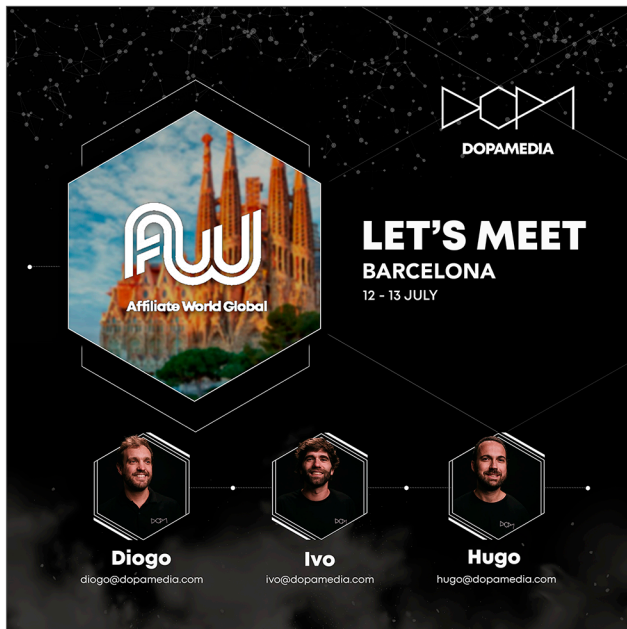 DOPAMEDIA
AW
Affiliate World Global
LET'S MEET
BARCELONA
12 - 13 JULY
Diogo
diogo@dopamedia.com
Ivo
ivo@dopamedia.com
Hugo
hugo@dopamedia.com